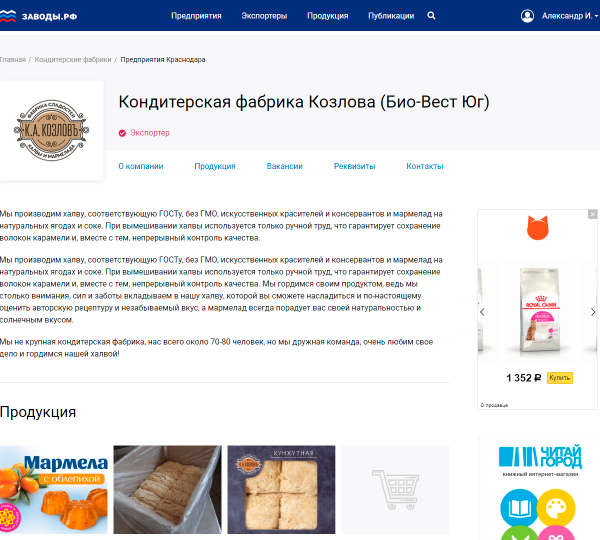 ЗАВОДЫ.РФ
Предприятия Экспортеры Продукция Публикации
Александр И.
Главная / Кондитерские фабрики / Предприятия Краснодара
ФАБРИКА СЛАДОСТЕЙ
К.А. КОЗЛОВЪ
ХАЛВЫ И МАРМЕЛАДА
Кондитерская фабрика Козлова (Био-Вест Юг)
Экспортер
О компании Продукция Вакансии Реквизиты Контакты
Мы производим халву, соответствующую ГОСТу, без ГМО, искусственных красителей и консервантов и мармелад на
натуральных ягодах и соке. При вымешивании халвы используется только ручной труд, что гарантирует сохранение
волокон карамели и, вместе с тем, непрерывный контроль качества.
Мы производим халву, соответствующую ГОСТу, без ГМО, искусственных красителей и консервантов и мармелад на
натуральных ягодах и соке. При вымешивании халвы используется только ручной труд, что гарантирует сохранение
волокон карамели и, вместе с тем, непрерывный контроль качества. Мы гордимся своим продуктом, ведь мы
столько внимания, сил и заботы вкладываем в нашу халву, которой вы сможете насладиться и по-настоящему
оценить авторскую рецептуру и незабываемый вкус, а мармелад всегда порадует вас своей натуральностью и
солнечным вкусом.
Мы не крупная кондитерская фабрика, нас всего около 70-80 человек, но мы дружная команда, очень любим свое
дело и гордимся нашей халвой!
ROYAL CANIN
1 352 ₽ Купить
О продавце
Продукция
Мармела
с облепихой
КУНЖУТНАЯ
ЧИТАЙ
ГОРОД
книжный интернет-магазин